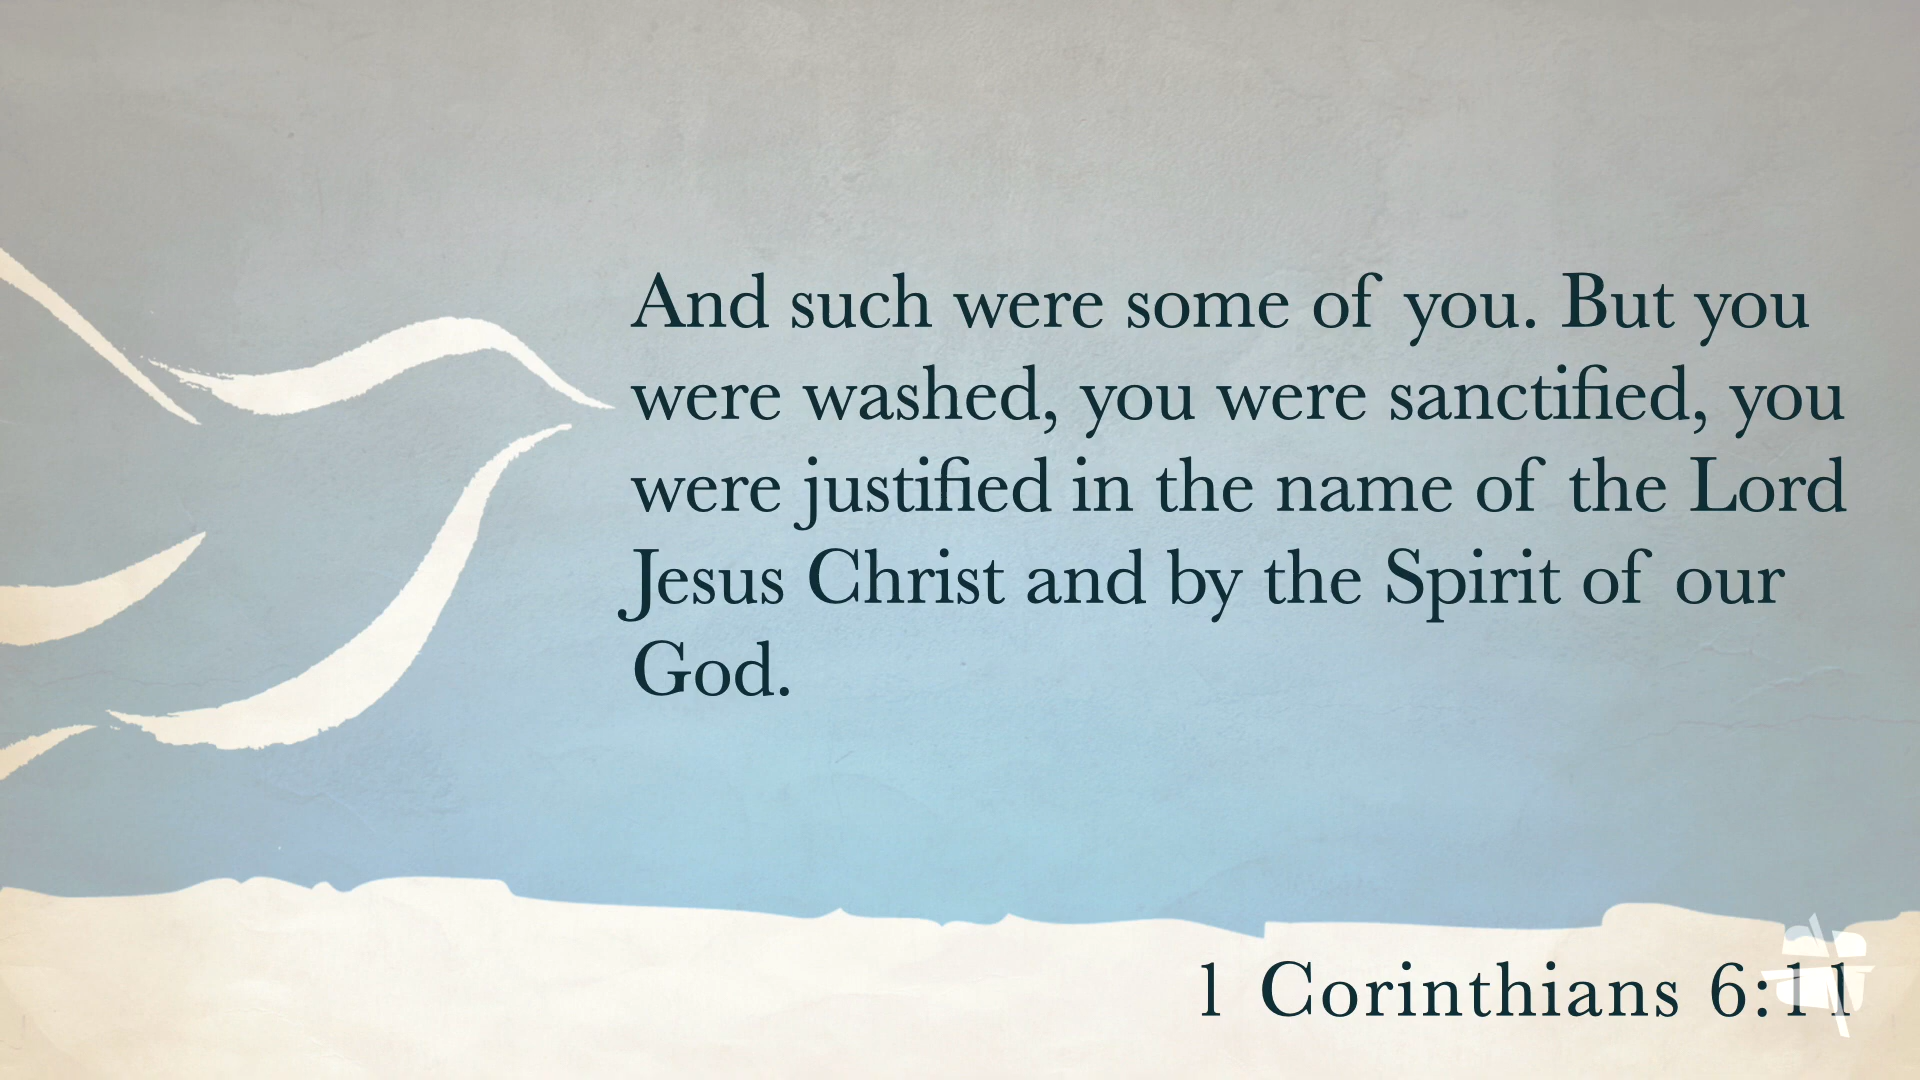 And such were some of you. But you
were washed, you were sanctified, you
were justified in the name of the Lord
Jesus Christ and by the Spirit of our
God.
1 Corinthians 6:11